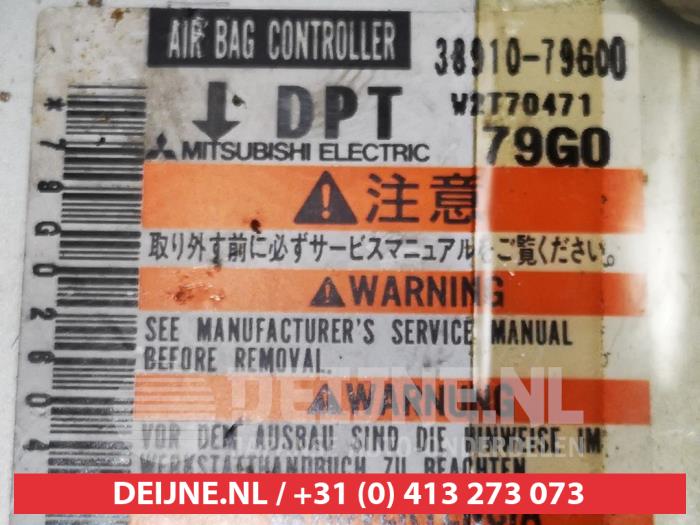 AIR BAG CONTROLLER 38910-79G00
DPT W2T70471
MITSUBISHI ELECTRIC 79G0
*79G02604
注意
取り外す前に必ずサービスマニュアルをご覧ください。
WARNING
SEE MANUFACTURER'S SERVICE MANUAL
BEFORE REMOVAL.
DEIJNE.NL
WARNUNG
VOR DEM AUSBAU SIND DIE HINWEISE IM
WERKSTATTHANDBUCH ZU BEACHTEN
DEIJNE.NL / +31 (0) 413 273 073